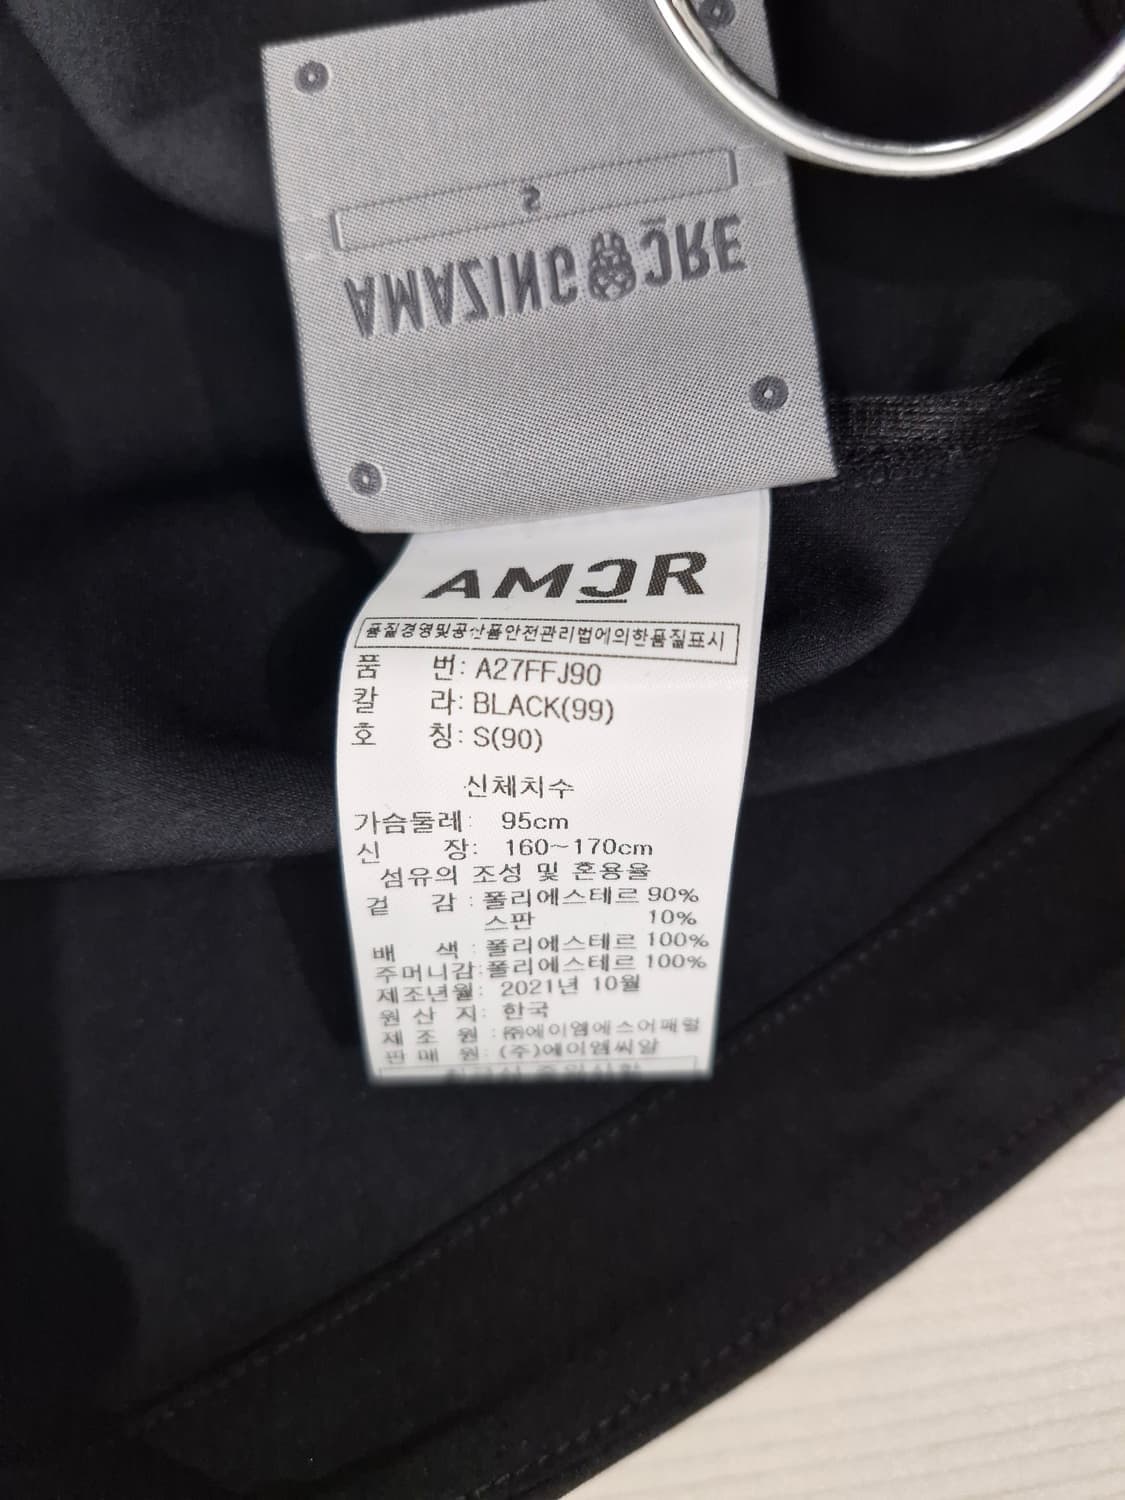 S
AMAZINGCRE
AMCR
품질경영및공산품안전관리법에의한품질표시
품 번: A27FFJ90
칼 라: BLACK(99)
호 칭: S(90)
신체치수
가슴둘레: 95cm
신 장: 160~170cm
섬유의 조성 및 혼용율
겉 감: 폴리에스테르 90%
스판 10%
배 색: 폴리에스테르 100%
주머니감:폴리에스테르 100%
제조년월: 2021년 10월
원 산 지: 한국
제 조 원: ㈜에이엠에스어패럴
판 매 원: (주)에이엠씨알